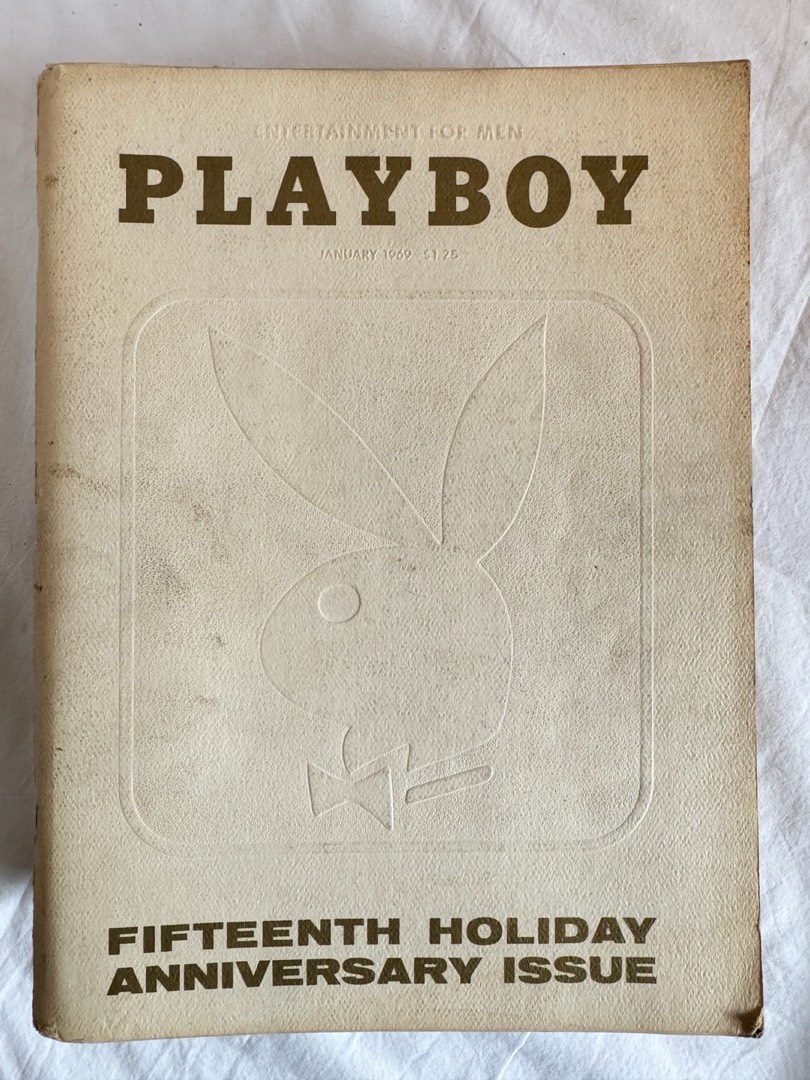 ENTERTAINMENT FOR MEN
PLAYBOY
JANUARY 1969 $1.25
FIFTEENTH HOLIDAY
ANNIVERSARY ISSUE